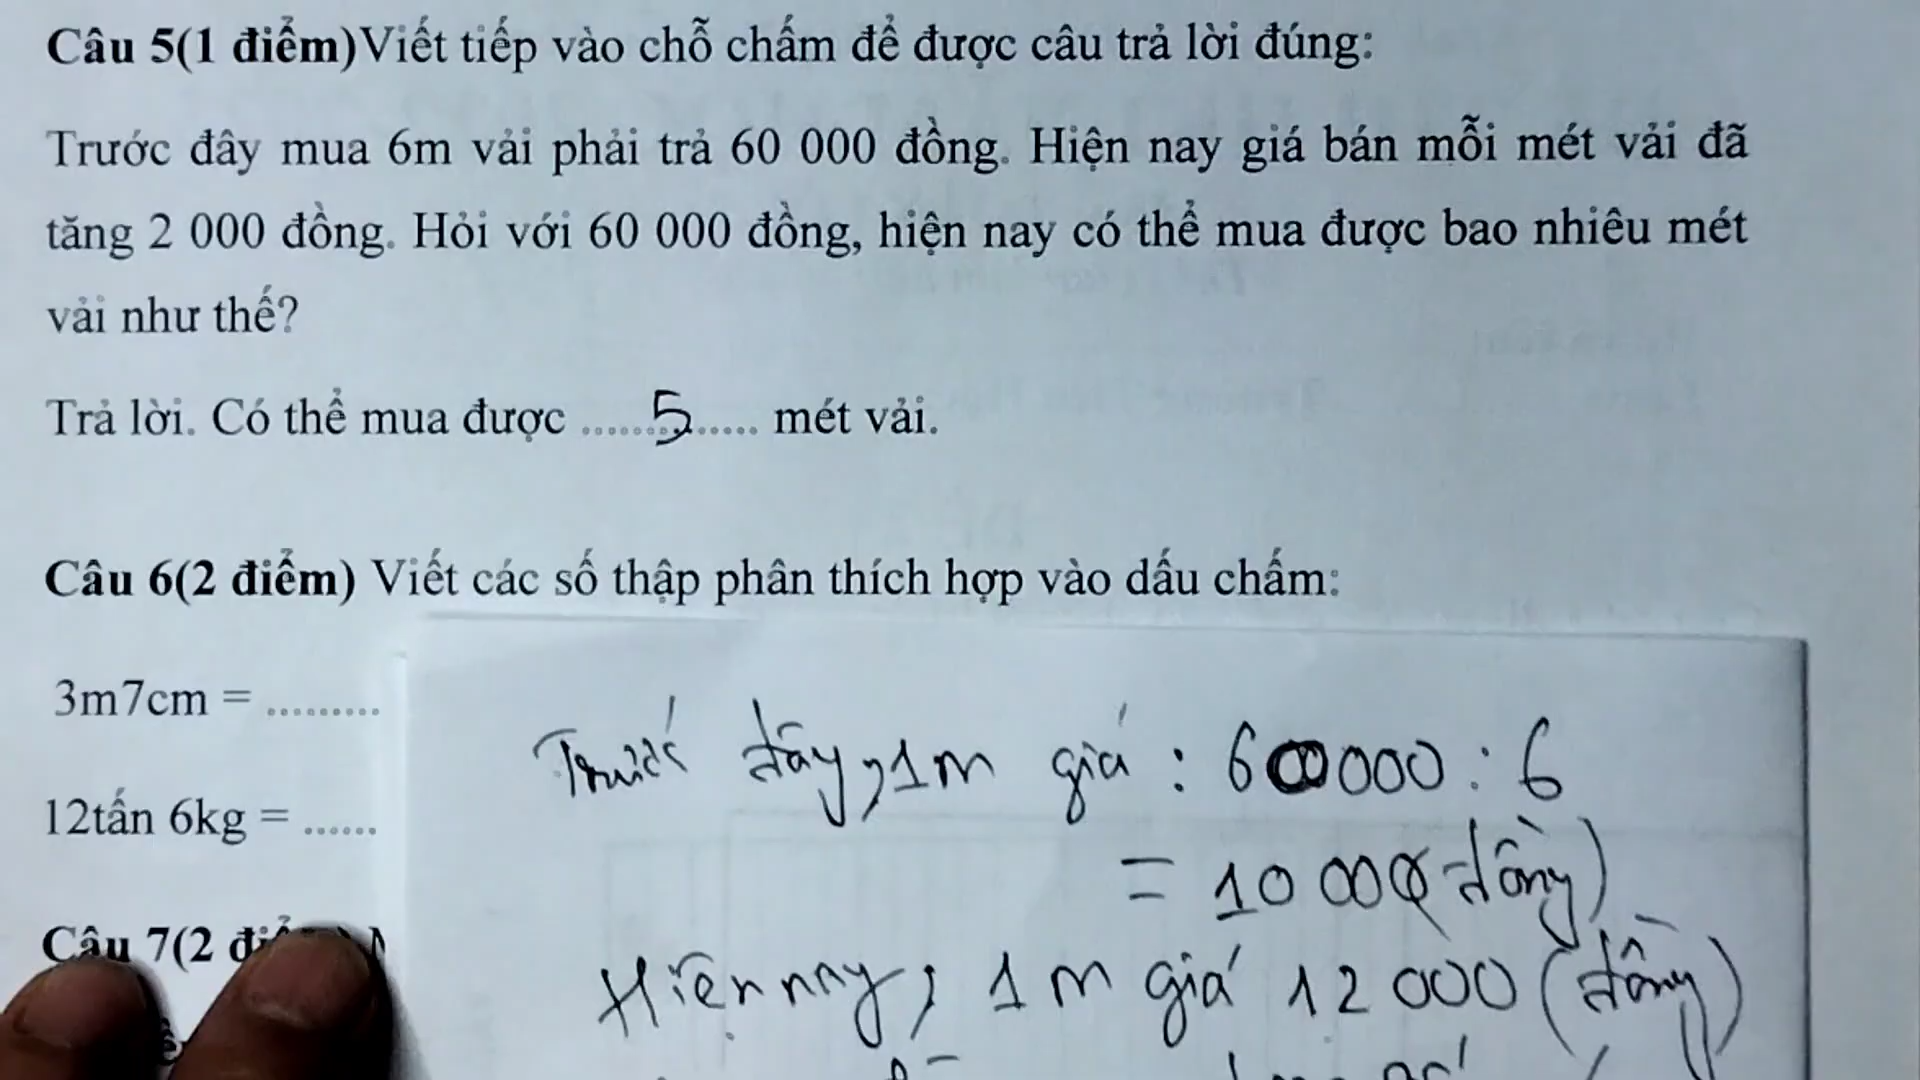 Câu 5(1 điểm)Viết tiếp vào chỗ chấm để được câu trả lời đúng:
Trước đây mua 6m vải phải trả 60 000 đồng. Hiện nay giá bán mỗi mét vải đã
tăng 2 000 đồng. Hỏi với 60 000 đồng, hiện nay có thể mua được bao nhiêu mét
vải như thế?
Trả lời. Có thể mua được ........5...... mét vải.
Câu 6(2 điểm) Viết các số thập phân thích hợp vào dấu chấm:
3m7cm = .........
12tấn 6kg = ......
Trước đây, 1m giá : 60000 : 6
= 10 000 (đồng)
Câu 7(2
Hiện nay, 1m giá 12 000 (đồng)